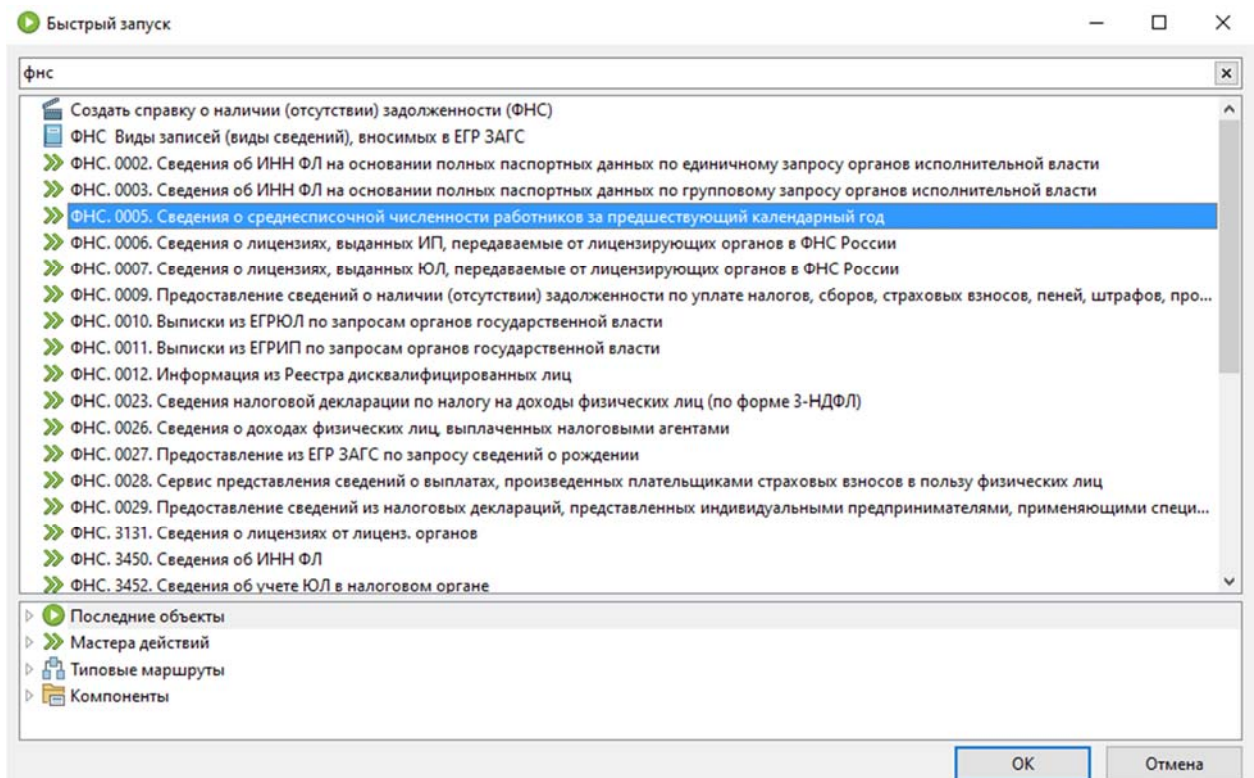 Быстрый запуск
фнс
Создать справку о наличии (отсутствии) задолженности (ФНС)
ФНС Виды записей (виды сведений), вносимых в ЕГР ЗАГС
ФНС. 0002. Сведения об ИНН ФЛ на основании полных паспортных данных по единичному запросу органов исполнительной власти
ФНС. 0003. Сведения об ИНН ФЛ на основании полных паспортных данных по групповому запросу органов исполнительной власти
ФНС. 0005. Сведения о среднесписочной численности работников за предшествующий календарный год
ФНС. 0006. Сведения о лицензиях, выданных ИП, передаваемые от лицензирующих органов в ФНС России
ФНС. 0007. Сведения о лицензиях, выданных ЮЛ, передаваемые от лицензирующих органов в ФНС России
ФНС. 0009. Предоставление сведений о наличии (отсутствии) задолженности по уплате налогов, сборов, страховых взносов, пеней, штрафов, про...
ФНС. 0010. Выписки из ЕГРЮЛ по запросам органов государственной власти
ФНС. 0011. Выписки из ЕГРИП по запросам органов государственной власти
ФНС. 0012. Информация из Реестра дисквалифицированных лиц
ФНС. 0023. Сведения налоговой декларации по налогу на доходы физических лиц (по форме 3-НДФЛ)
ФНС. 0026. Сведения о доходах физических лиц, выплаченных налоговыми агентами
ФНС. 0027. Предоставление из ЕГР ЗАГС по запросу сведений о рождении
ФНС. 0028. Сервис представления сведений о выплатах, произведенных плательщиками страховых взносов в пользу физических лиц
ФНС. 0029. Предоставление сведений из налоговых деклараций, представленных индивидуальными предпринимателями, применяющими специ...
ФНС. 3131. Сведения о лицензиях от лиценз. органов
ФНС. 3450. Сведения об ИНН ФЛ
ФНС. 3452. Сведения об учете ЮЛ в налоговом органе
Последние объекты
Мастера действий
Типовые маршруты
Компоненты
ОК
Отмена